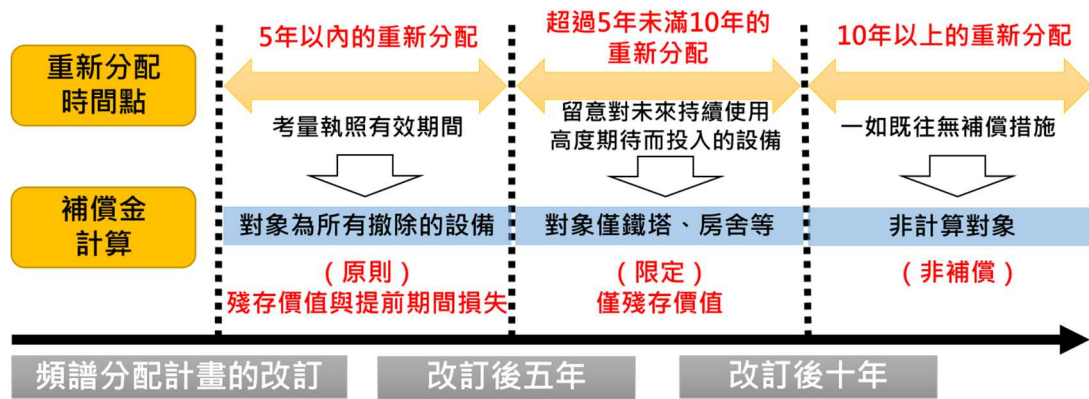 重新分配
時間點
5年以內的重新分配
考量執照有效期間
超過5年未滿10年的
重新分配
留意對未來持續使用
高度期待而投入的設備
10年以上的重新分配
一如既往無補償措施
補償金
計算
對象為所有撤除的設備
(原則)
殘存價值與提前期間損失
對象僅鐵塔、房舍等
(限定)
僅殘存價值
非計算對象
(非補償)
頻譜分配計畫的改訂
改訂後五年
改訂後十年